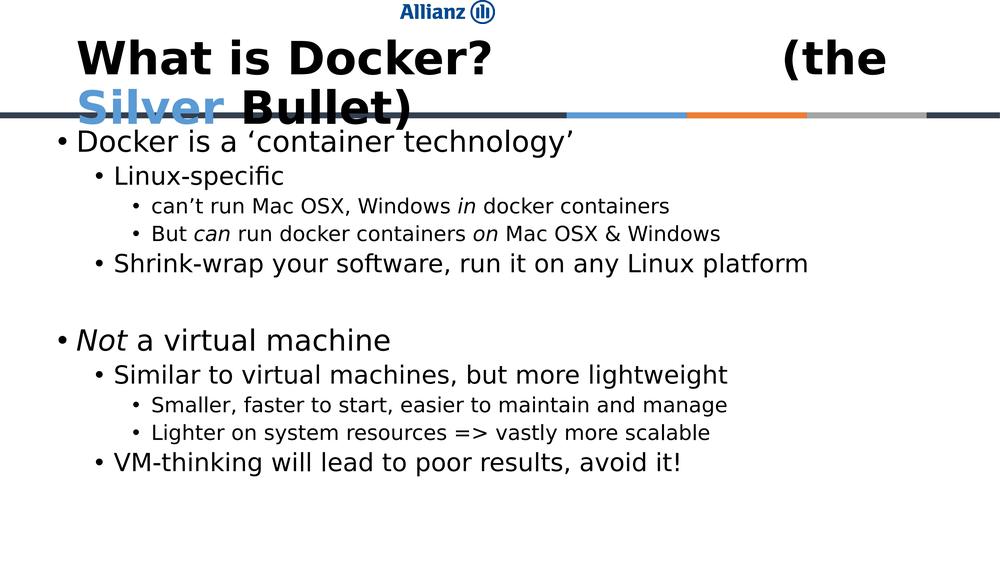 Allianz
What is Docker? (the
Silver Bullet)
• Docker is a ‘container technology’
• Linux-specific
• can’t run Mac OSX, Windows in docker containers
• But can run docker containers on Mac OSX & Windows
• Shrink-wrap your software, run it on any Linux platform
• Not a virtual machine
• Similar to virtual machines, but more lightweight
• Smaller, faster to start, easier to maintain and manage
• Lighter on system resources => vastly more scalable
• VM-thinking will lead to poor results, avoid it!